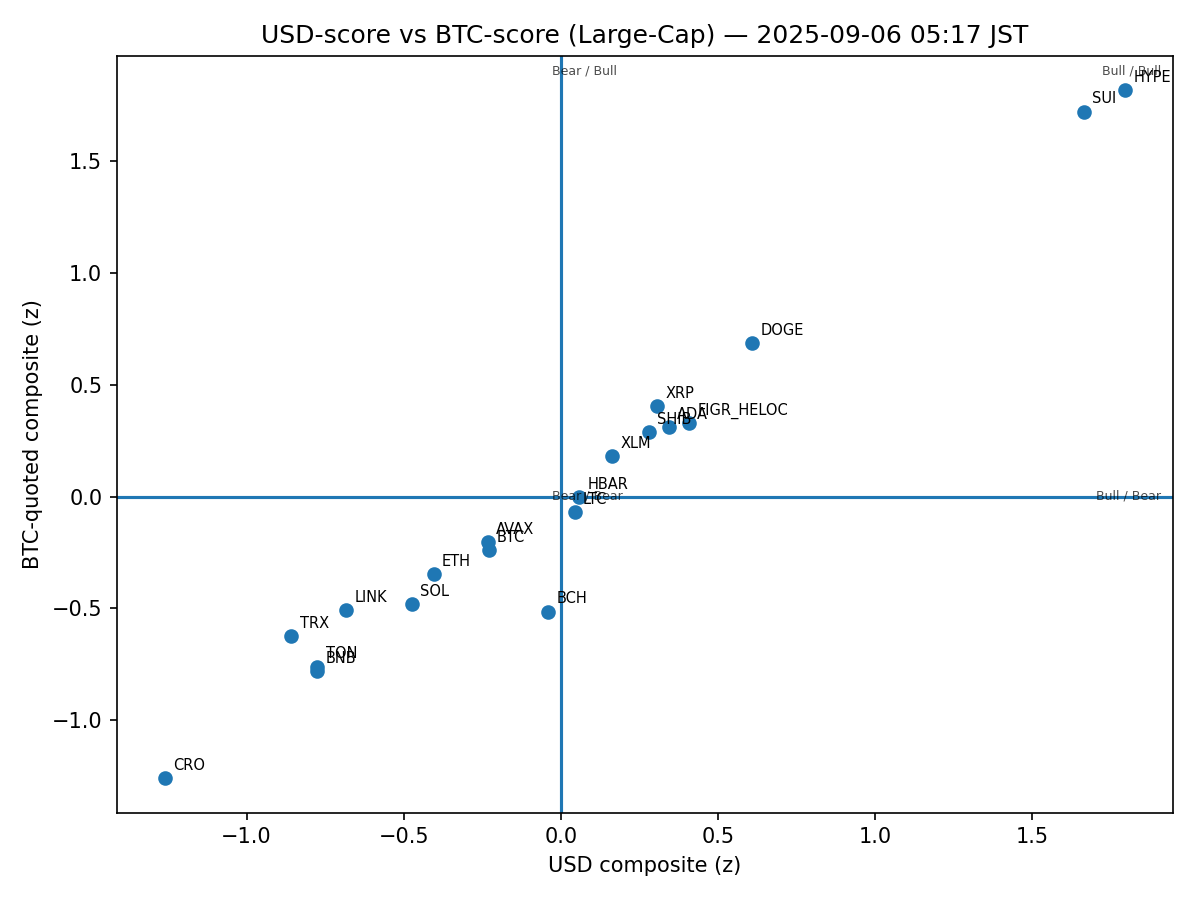 USD-score vs BTC-score (Large-Cap) — 2025-09-06 05:17 JST
Bear / Bull
Bull / Bull
HYPE
SUI
1.5
1.0
DOGE
0.5
XRP
FIGR_HELOC
ADA
SHIB
XLM
HBAR
0.0
Bear / Bear
LTC
Bull / Bear
AVAX
BTC
ETH
SOL
LINK
BCH
−0.5
TRX
TON
BNB
−1.0
CRO
−1.0
−0.5
0.0
0.5
1.0
1.5
USD composite (z)
BTC-quoted composite (z)